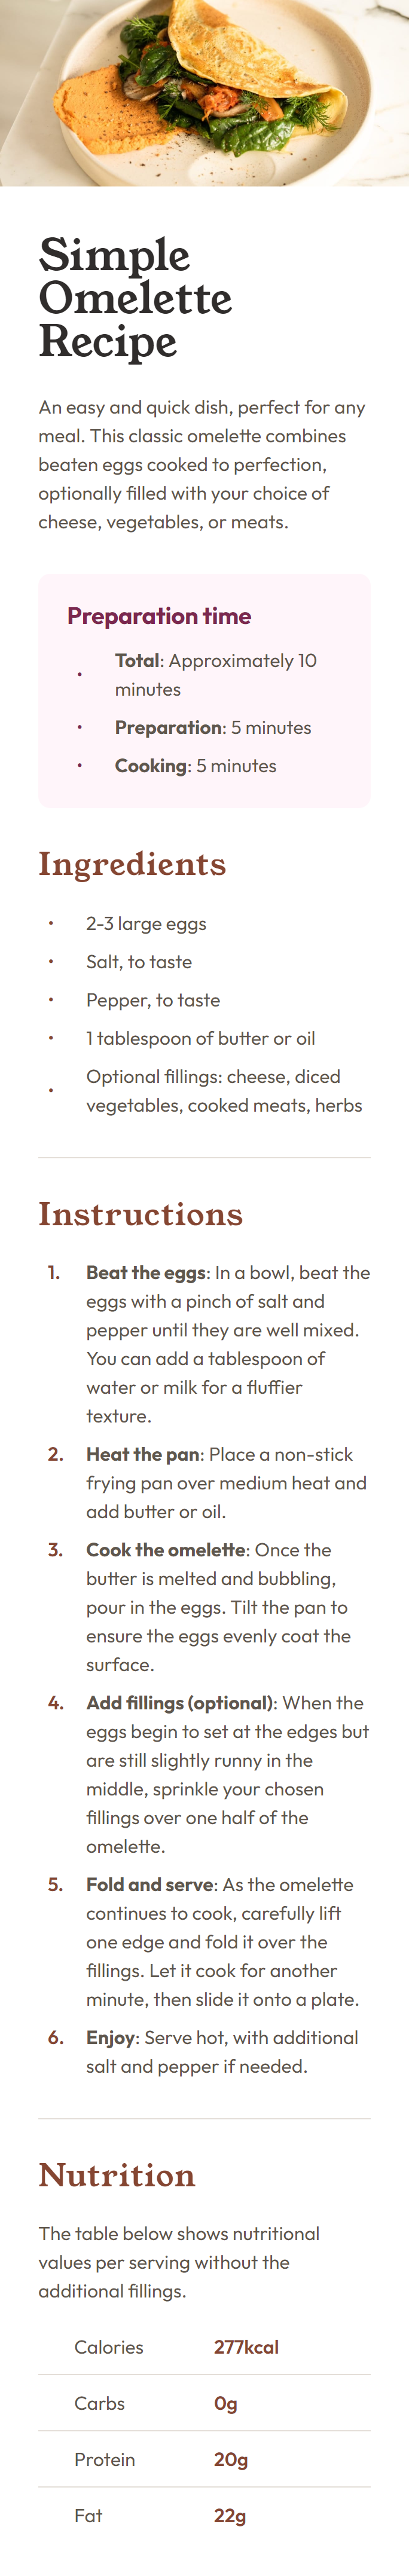 Simple
Omelette
Recipe
An easy and quick dish, perfect for any
meal. This classic omelette combines
beaten eggs cooked to perfection,
optionally filled with your choice of
cheese, vegetables, or meats.
Preparation time
• Total: Approximately 10
minutes
• Preparation: 5 minutes
• Cooking: 5 minutes
Ingredients
• 2-3 large eggs
• Salt, to taste
• Pepper, to taste
• 1 tablespoon of butter or oil
• Optional fillings: cheese, diced
vegetables, cooked meats, herbs
Instructions
1. Beat the eggs: In a bowl, beat the
eggs with a pinch of salt and
pepper until they are well mixed.
You can add a tablespoon of
water or milk for a fluffier
texture.
2. Heat the pan: Place a non-stick
frying pan over medium heat and
add butter or oil.
3. Cook the omelette: Once the
butter is melted and bubbling,
pour in the eggs. Tilt the pan to
ensure the eggs evenly coat the
surface.
4. Add fillings (optional): When the
eggs begin to set at the edges but
are still slightly runny in the
middle, sprinkle your chosen
fillings over one half of the
omelette.
5. Fold and serve: As the omelette
continues to cook, carefully lift
one edge and fold it over the
fillings. Let it cook for another
minute, then slide it onto a plate.
6. Enjoy: Serve hot, with additional
salt and pepper if needed.
Nutrition
The table below shows nutritional
values per serving without the
additional fillings.
Calories 277kcal
Carbs 0g
Protein 20g
Fat 22g